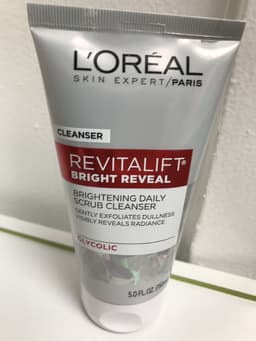 L'ORÉAL
SKIN EXPERT/PARIS
CLEANSER
REVITALIFT®
BRIGHT REVEAL
BRIGHTENING DAILY
SCRUB CLEANSER
GENTLY EXFOLIATES DULLNESS
VISIBLY REVEALS RADIANCE
GLYCOLIC
5.0 FL. OZ.